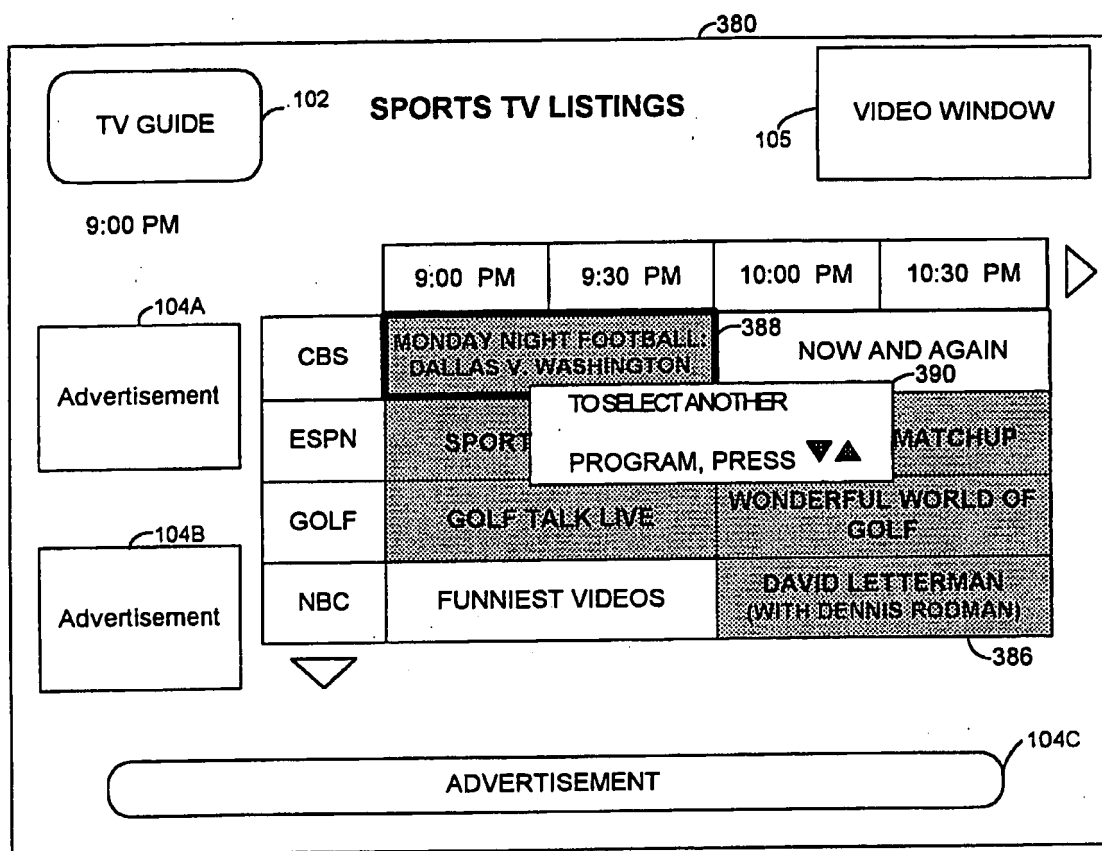 380
TV GUIDE
102
SPORTS TV LISTINGS
105
VIDEO WINDOW
9:00 PM
9:00 PM 9:30 PM 10:00 PM 10:30 PM
104A
Advertisement
CBS
MONDAY NIGHT FOOTBALL:
DALLAS V. WASHINGTON
388
NOW AND AGAIN
390
TO SELECT ANOTHER
PROGRAM, PRESS ▼▲
ESPN
SPORT
MATCHUP
GOLF
GOLF TALK LIVE
WONDERFUL WORLD OF
GOLF
104B
Advertisement
NBC
FUNNIEST VIDEOS
DAVID LETTERMAN
(WITH DENNIS RODMAN)
386
104C
ADVERTISEMENT